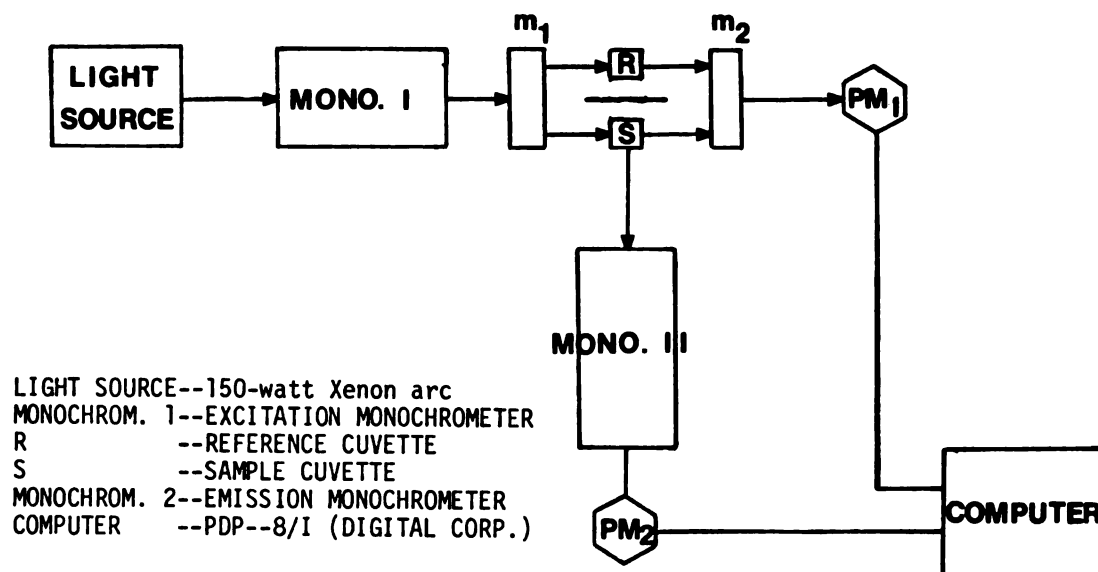 m1
m2
LIGHT
SOURCE
MONO. I
R
S
PM1
MONO. III
LIGHT SOURCE--150-watt Xenon arc
MONOCHROM. 1--EXCITATION MONOCHROMETER
R --REFERENCE CUVETTE
S --SAMPLE CUVETTE
MONOCHROM. 2--EMISSION MONOCHROMETER
COMPUTER --PDP--8/I (DIGITAL CORP.)
PM2
COMPUTER